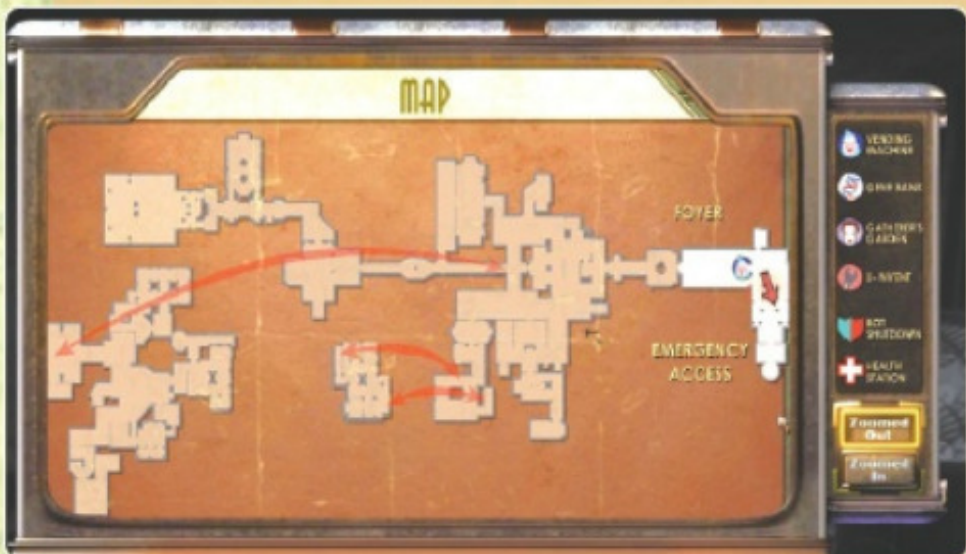 MAP
FOYER
EMERGENCY
ACCESS
VENDING
MACHINE
GENE BANK
GATHERER'S
GARDEN
U-INVENT
BOT
SHUTDOWN
HEALTH
STATION
Zoomed
Out
Zoomed
In